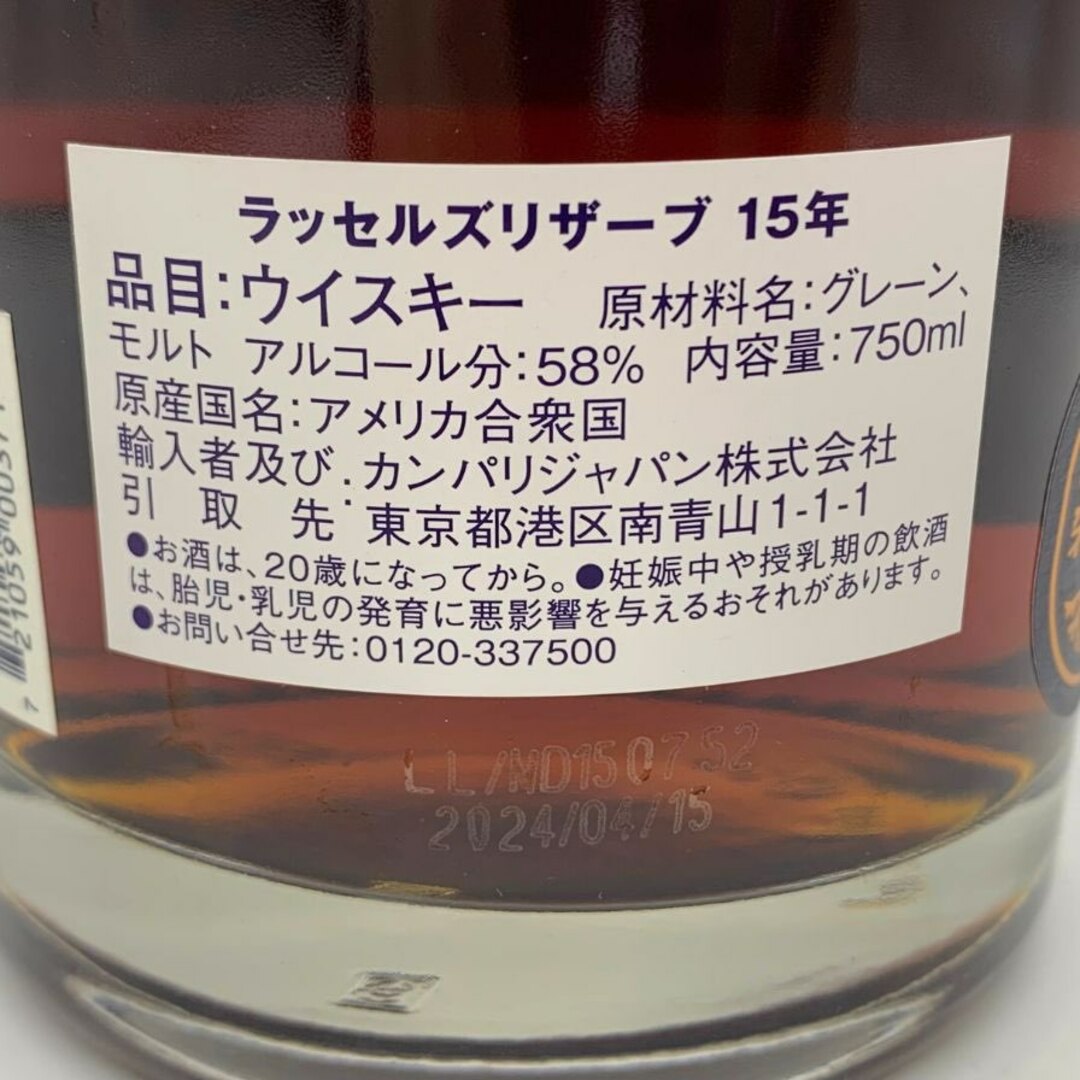 ラッセルズリザーブ 15年
品目:ウイスキー 原材料名:グレーン、
モルト アルコール分:58% 内容量:750ml
原産国名:アメリカ合衆国
輸入者及び カンパリジャパン株式会社
引取先:東京都港区南青山1-1-1
●お酒は、20歳になってから。●妊娠中や授乳期の飲酒
は、胎児・乳児の発育に悪影響を与えるおそれがあります。
●お問い合せ先:0120-337500
LL/MD150752
2024/04/15